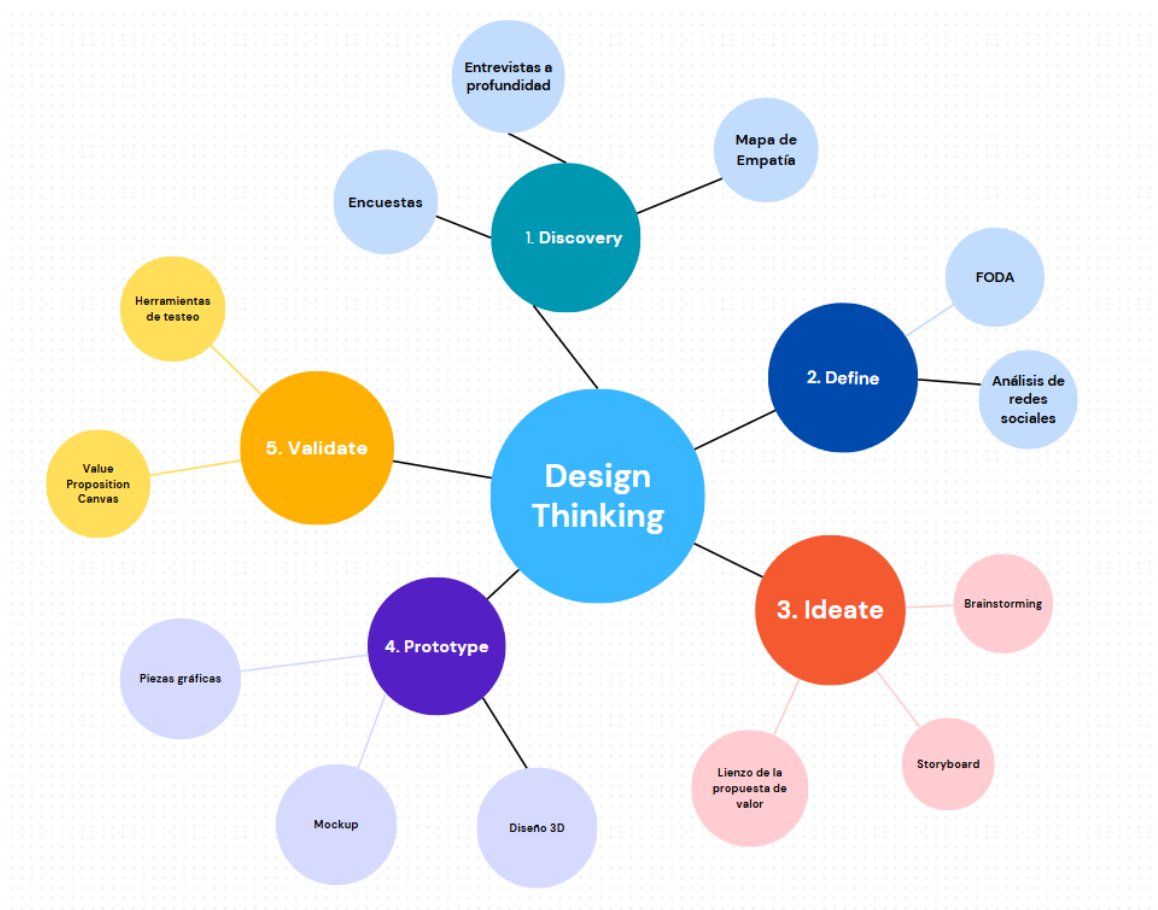 Design
Thinking
1. Discovery
Encuestas
Entrevistas a
profundidad
Mapa de
Empatía
2. Define
FODA
Análisis de
redes
sociales
3. Ideate
Brainstorming
Storyboard
Lienzo de la
propuesta de
valor
4. Prototype
Diseño 3D
Mockup
Piezas gráficas
5. Validate
Value
Proposition
Canvas
Herramientas
de testeo